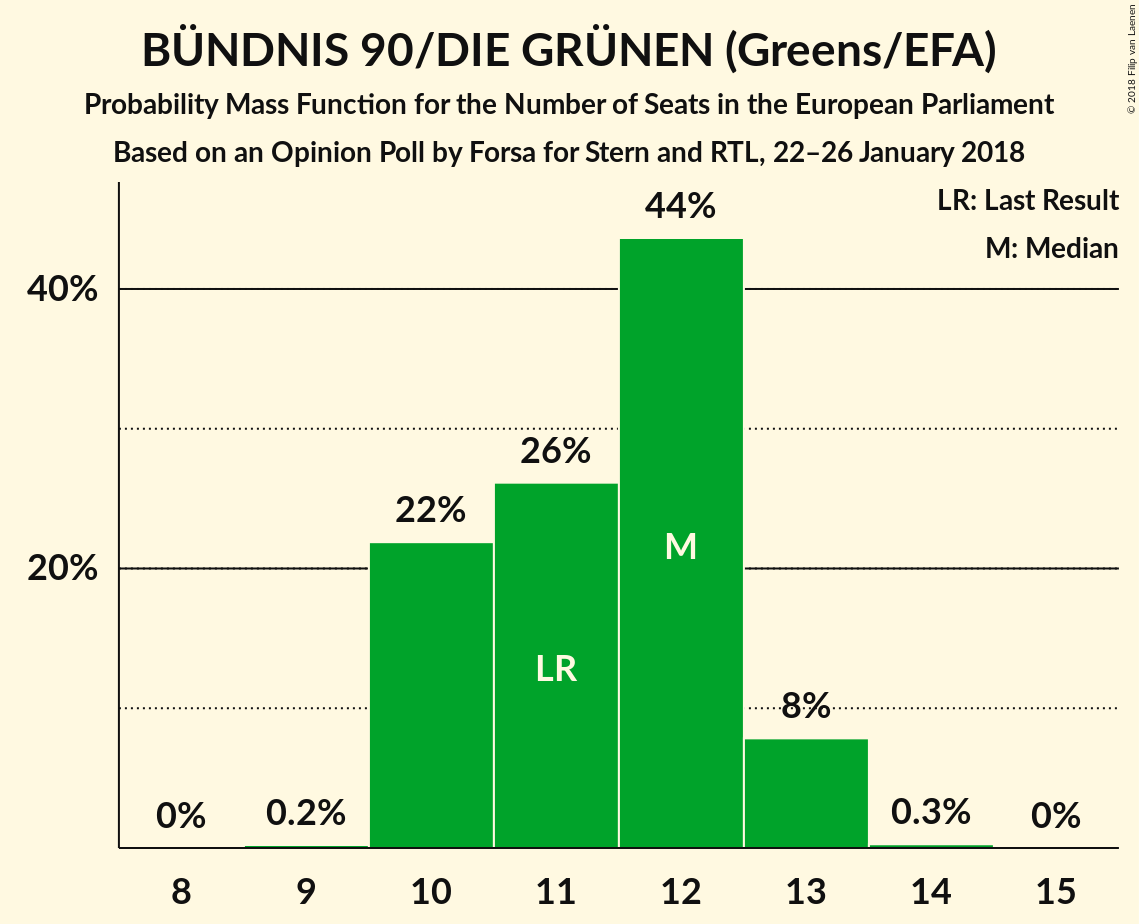 BÜNDNIS 90/DIE GRÜNEN (Greens/EFA)
Probability Mass Function for the Number of Seats in the European Parliament
Based on an Opinion Poll by Forsa for Stern and RTL, 22–26 January 2018
© 2018 Filip van Laenen
LR: Last Result
M: Median
40%
20%
0%
0.2%
22%
26%
44%
8%
0.3%
0%
LR
M
8 9 10 11 12 13 14 15